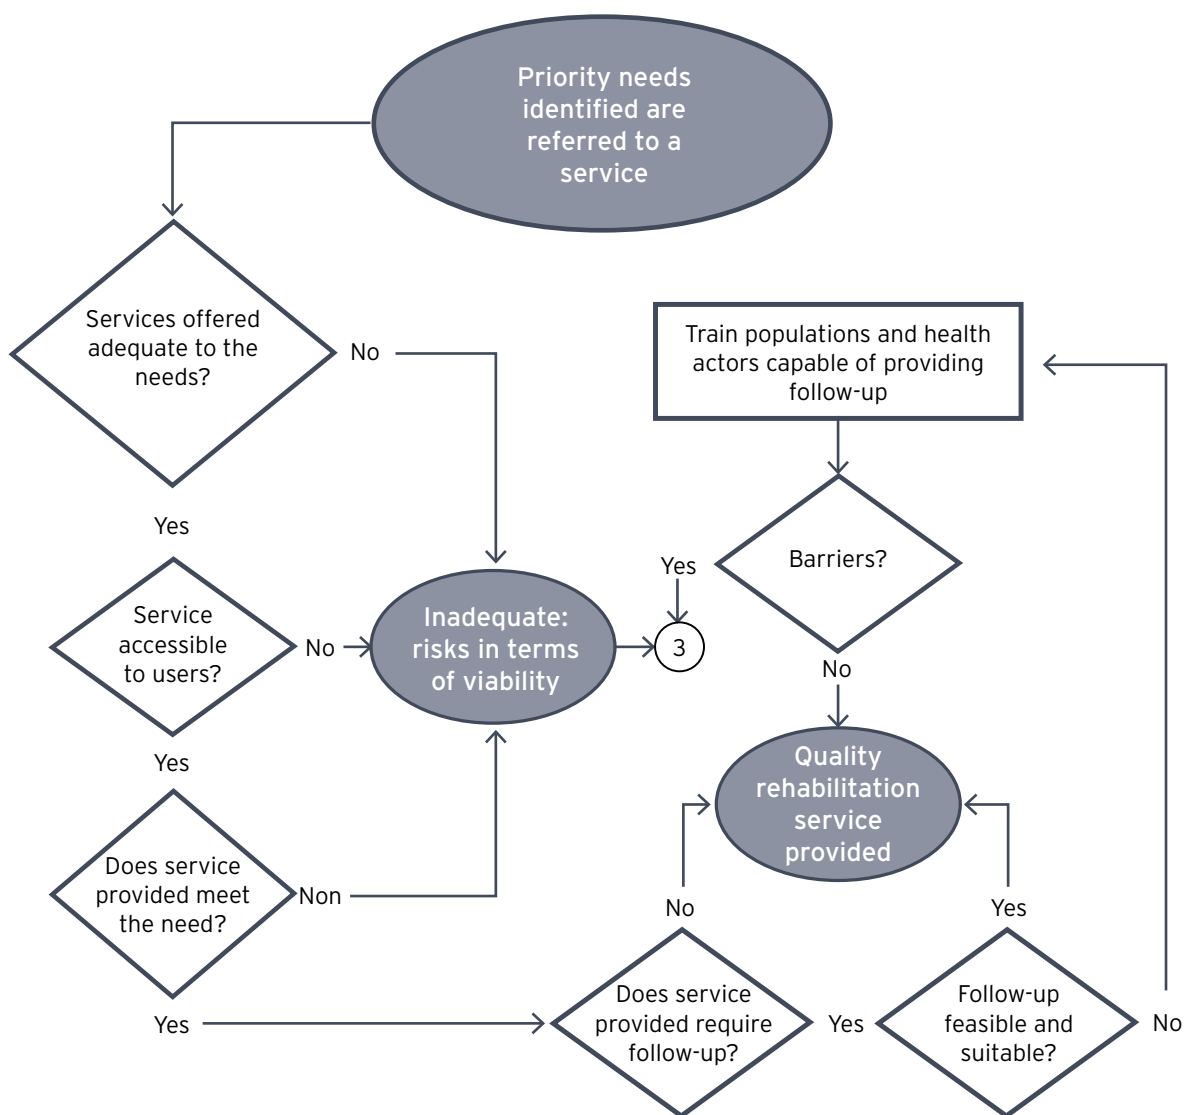 Priority needs
identified are
referred to a
service
Services offered
adequate to the
needs?
No
Yes
Service
accessible
to users?
No
Yes
Does service
provided meet
the need?
Non
Yes
Inadequate:
risks in terms
of viability
3
Yes
Train populations and health
actors capable of providing
follow-up
Barriers?
No
Quality
rehabilitation
service
provided
No
Yes
Does service
provided require
follow-up?
Yes
Follow-up
feasible and
suitable?
No